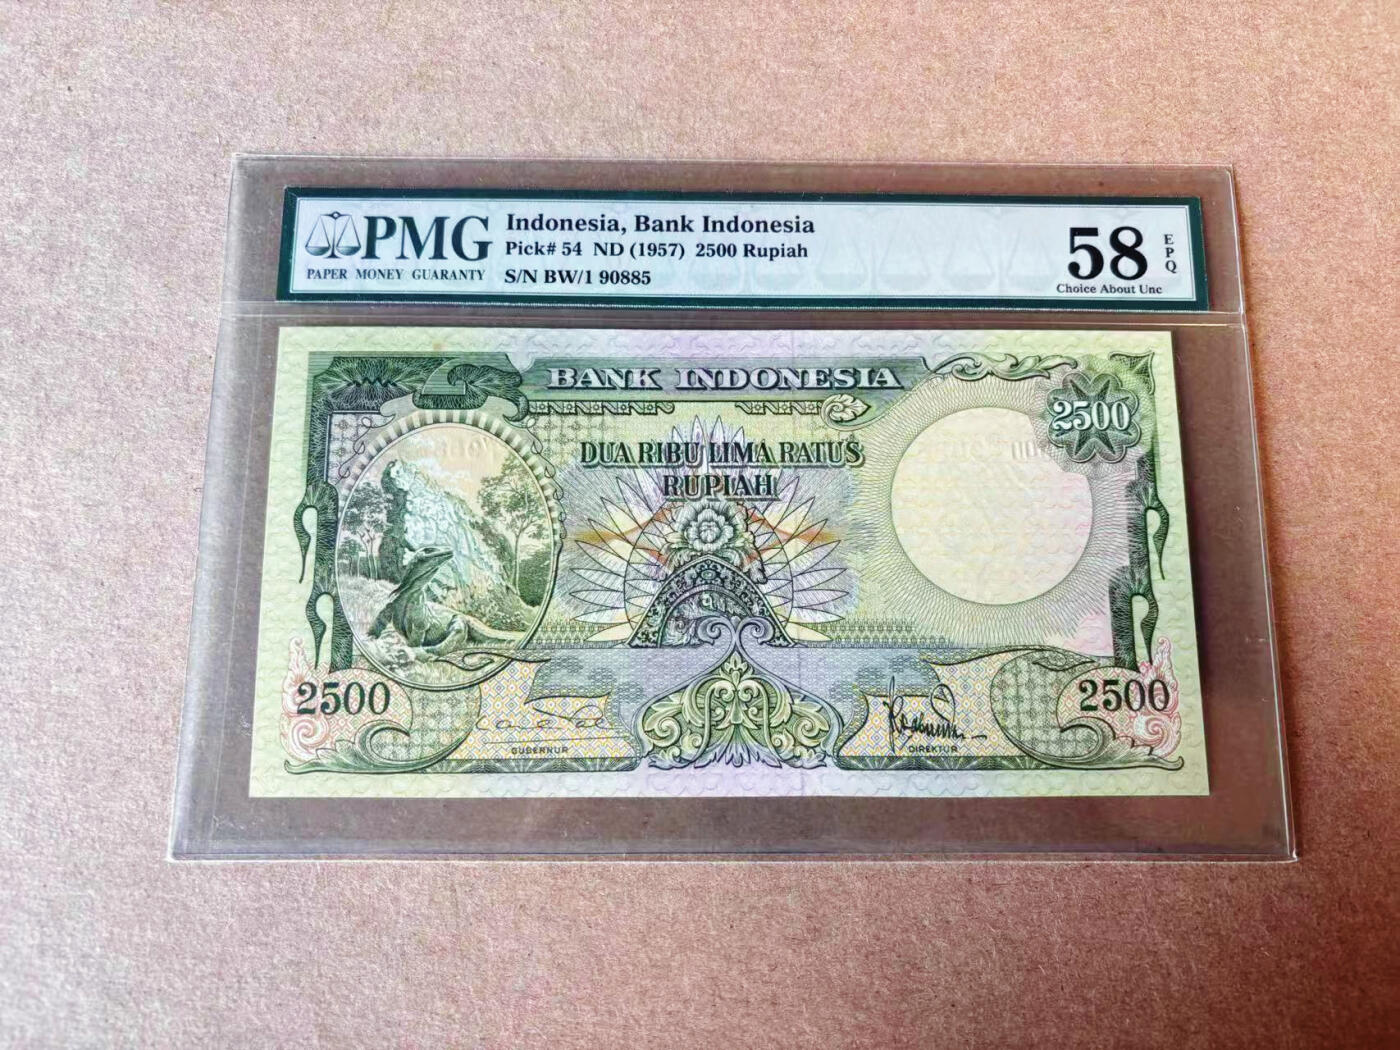 PMG
PAPER MONEY GUARANTY
Indonesia, Bank Indonesia
Pick# 54 ND (1957) 2500 Rupiah
S/N BW/1 90885
58
EPQ
Choice About Unc
BANK INDONESIA
2500
DUA RIBU LIMA RATUS
RUPIAH
2500
2500
GUBERNUR
DIREKTUR